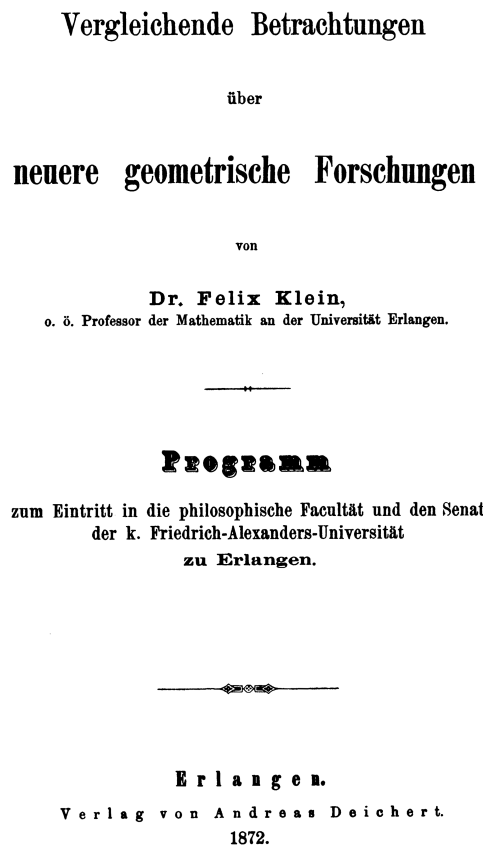 Vergleichende Betrachtungen
über
neuere geometrische Forschungen
von
Dr. Felix Klein,
o. ö. Professor der Mathematik an der Universität Erlangen.
Programm
zum Eintritt in die philosophische Facultät und den Senat
der k. Friedrich-Alexanders-Universität
zu Erlangen.
Erlangen.
Verlag von Andreas Deichert.
1872.